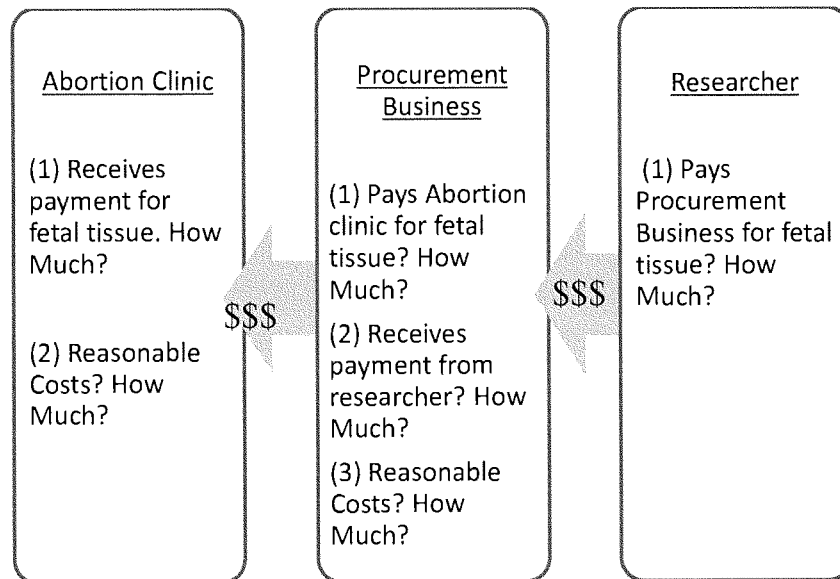 Abortion Clinic
(1) Receives
payment for
fetal tissue. How
Much?
(2) Reasonable
Costs? How
Much?
$$$
Procurement
Business
(1) Pays Abortion
clinic for fetal
tissue? How
Much?
(2) Receives
payment from
researcher? How
Much?
(3) Reasonable
Costs? How
Much?
$$$
Researcher
(1) Pays
Procurement
Business for fetal
tissue? How
Much?